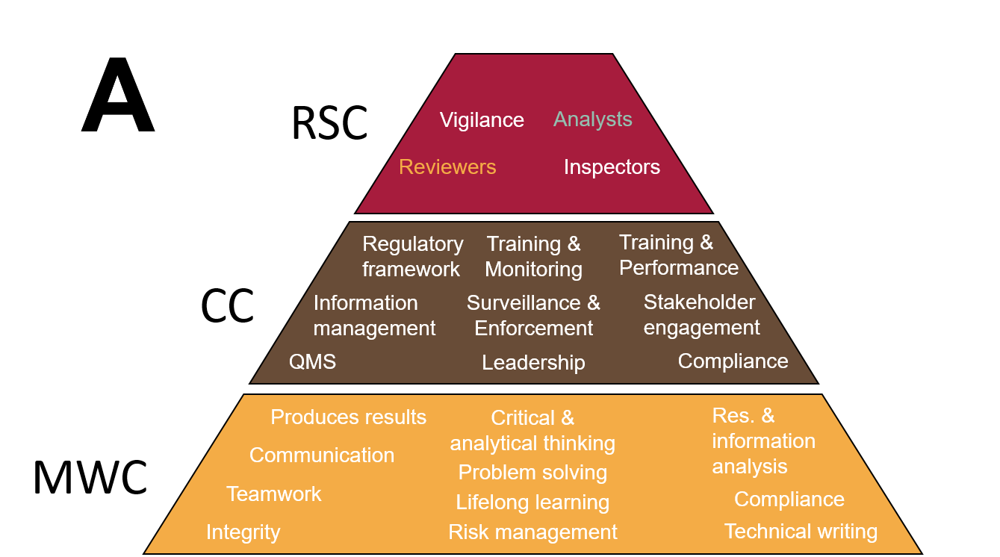 A
RSC
Vigilance Analysts
Reviewers Inspectors
CC
Regulatory framework
Training & Monitoring
Training & Performance
Information management
Surveillance & Enforcement
Stakeholder engagement
QMS Leadership Compliance
MWC
Produces results
Communication
Teamwork
Integrity
Critical &
analytical thinking
Problem solving
Lifelong learning
Risk management
Res. &
information
analysis
Compliance
Technical writing